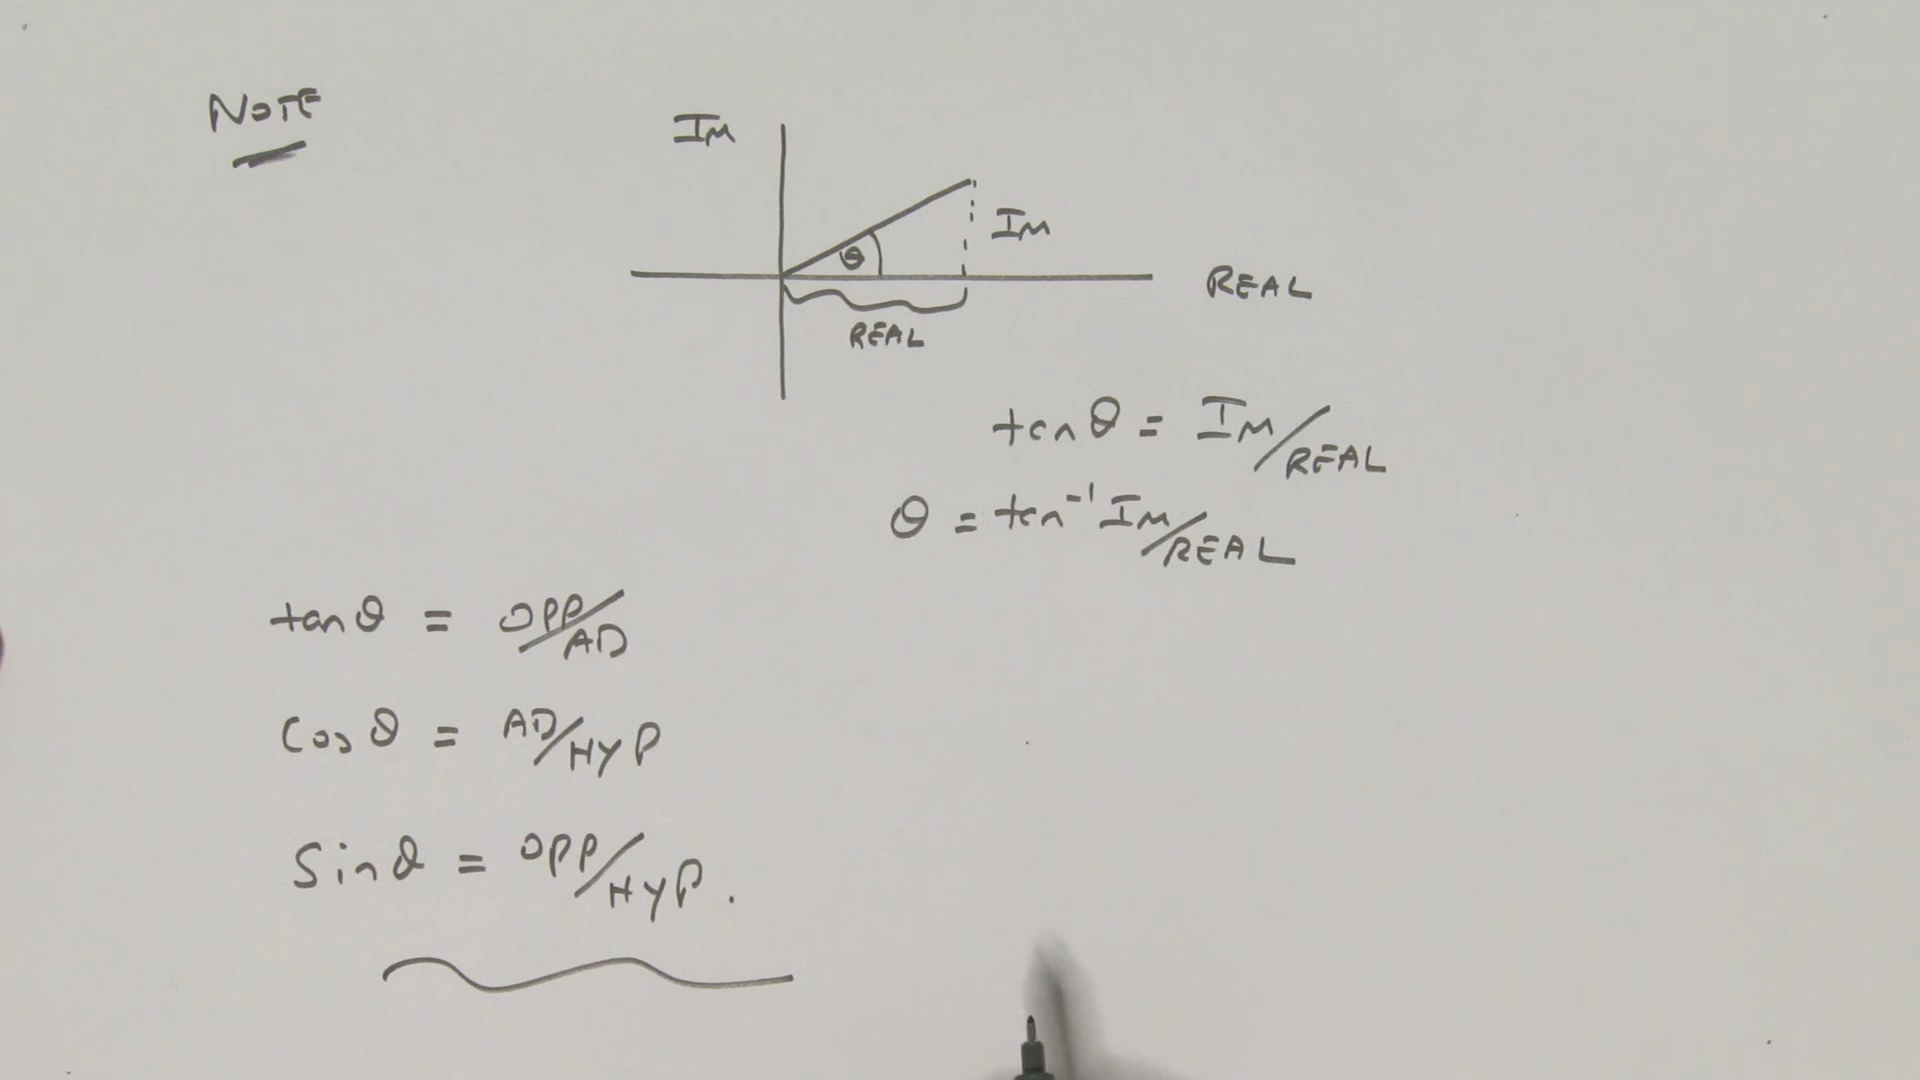 NOTE
Im
Im
θ
REAL
REAL
tan θ = Im/REAL
θ = tan⁻¹ Im/REAL
tan θ = OPP/AD
Cos θ = AD/HYP
Sin θ = OPP/HYP.